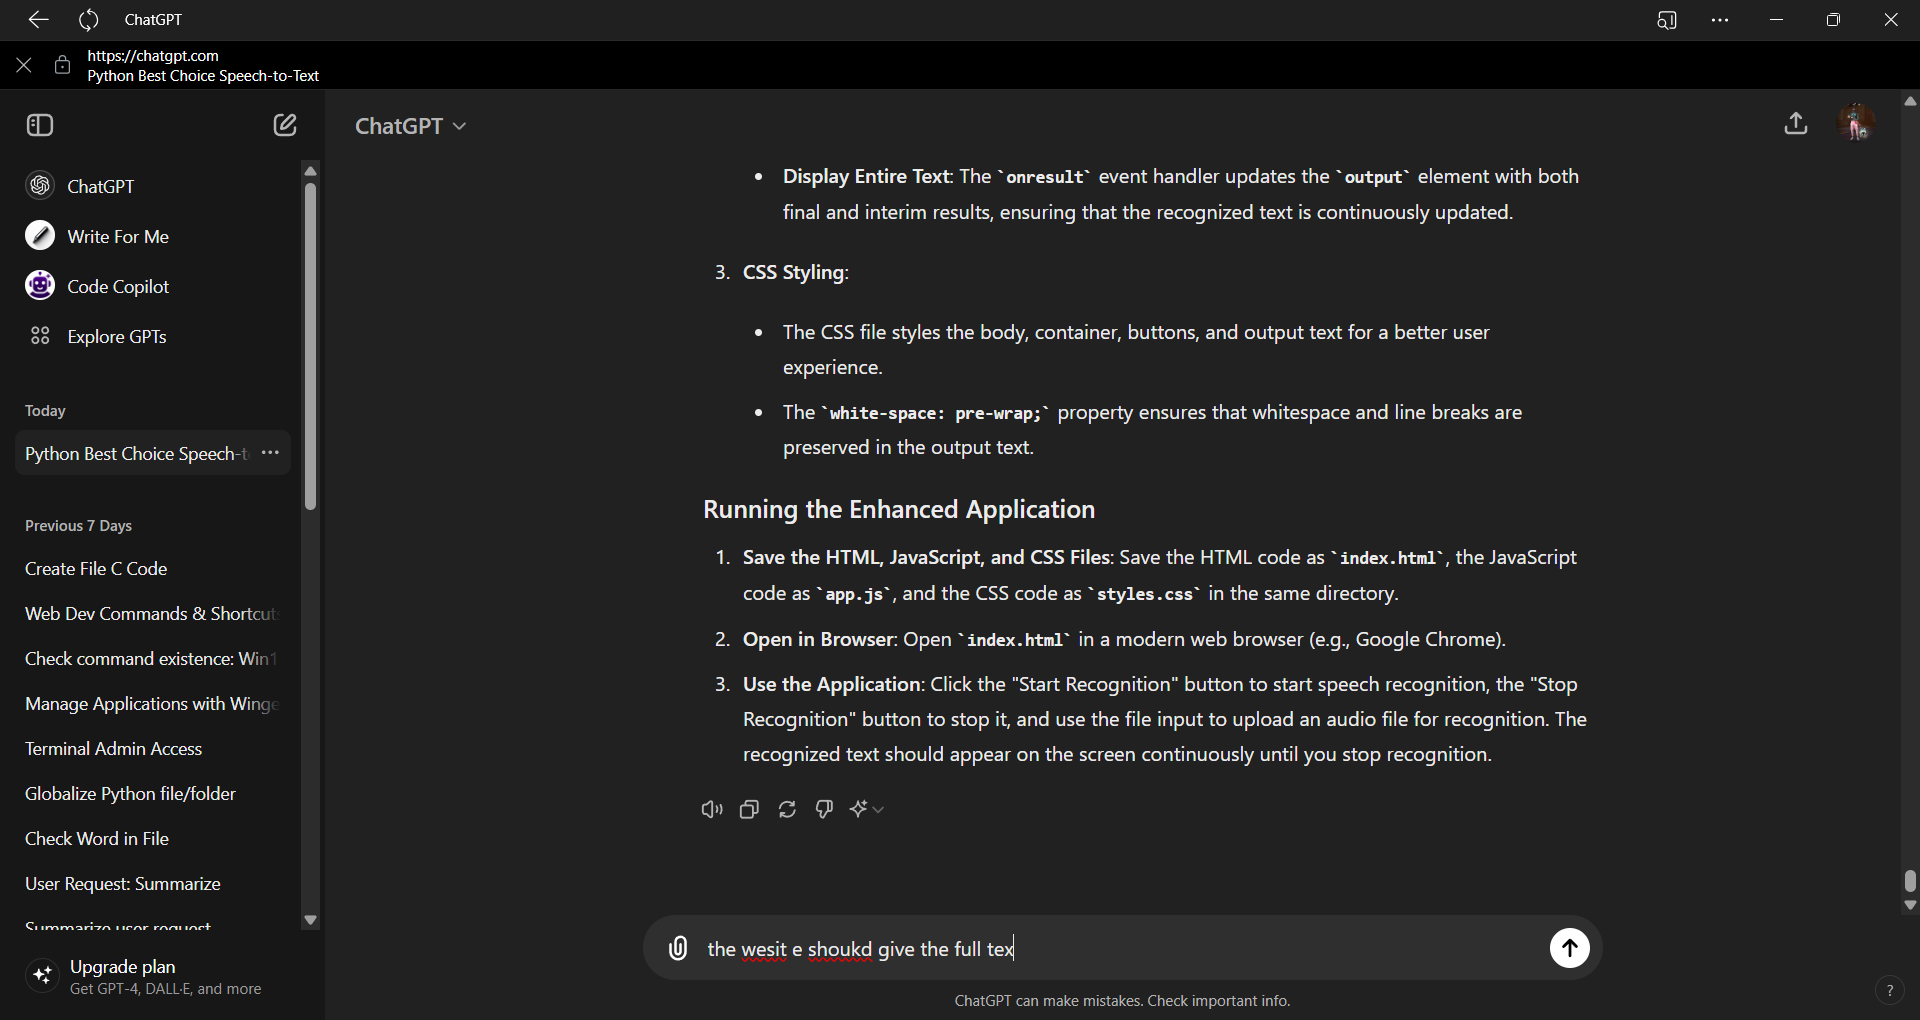 ChatGPT
https://chatgpt.com
Python Best Choice Speech-to-Text
ChatGPT
Write For Me
Code Copilot
Explore GPTs
Today
Python Best Choice Speech-t
Previous 7 Days
Create File C Code
Web Dev Commands & Shortcut
Check command existence: Win1
Manage Applications with Winge
Terminal Admin Access
Globalize Python file/folder
Check Word in File
User Request: Summarize
Summarize user request
Upgrade plan
Get GPT-4, DALL·E, and more
ChatGPT
• Display Entire Text: The `onresult` event handler updates the `output` element with both
final and interim results, ensuring that the recognized text is continuously updated.
3. CSS Styling:
• The CSS file styles the body, container, buttons, and output text for a better user
experience.
• The `white-space: pre-wrap;` property ensures that whitespace and line breaks are
preserved in the output text.
Running the Enhanced Application
1. Save the HTML, JavaScript, and CSS Files: Save the HTML code as `index.html`, the JavaScript
code as `app.js`, and the CSS code as `styles.css` in the same directory.
2. Open in Browser: Open `index.html` in a modern web browser (e.g., Google Chrome).
3. Use the Application: Click the "Start Recognition" button to start speech recognition, the "Stop
Recognition" button to stop it, and use the file input to upload an audio file for recognition. The
recognized text should appear on the screen continuously until you stop recognition.
the wesit e shoukd give the full tex
ChatGPT can make mistakes. Check important info.
?